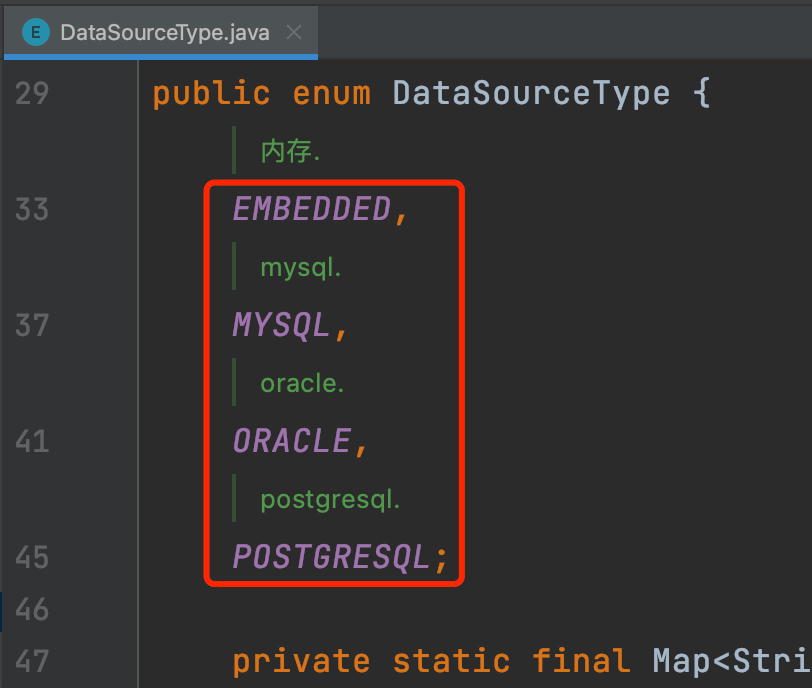 E DataSourceType.java
29 public enum DataSourceType {
内存.
33 EMBEDDED,
mysql.
37 MYSQL,
oracle.
41 ORACLE,
postgresql.
45 POSTGRESQL;
46
47 private static final Map<Stri